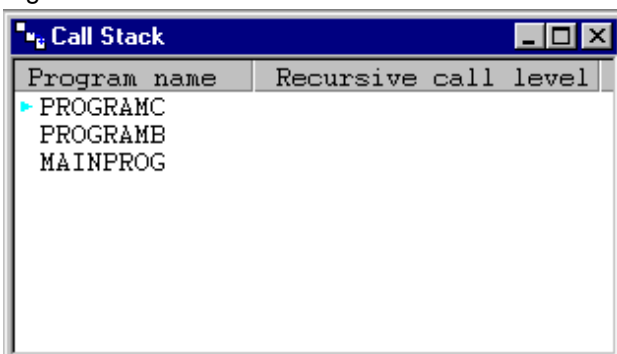 Call Stack
Program name Recursive call level
PROGRAMC
PROGRAMB
MAINPROG